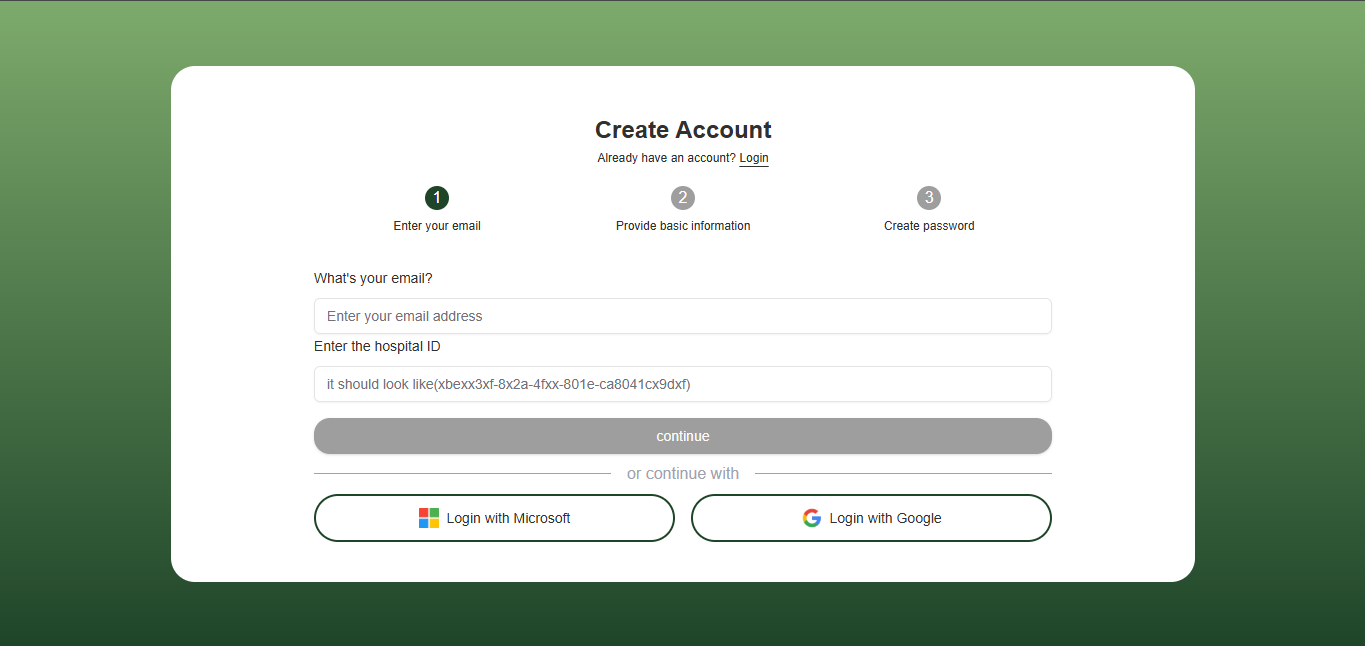 Create Account
Already have an account? Login
1
2
3
Enter your email
Provide basic information
Create password
What's your email?
Enter your email address
Enter the hospital ID
it should look like(xbexx3xf-8x2a-4fxx-801e-ca8041cx9dxf)
continue
or continue with
Login with Microsoft
Login with Google